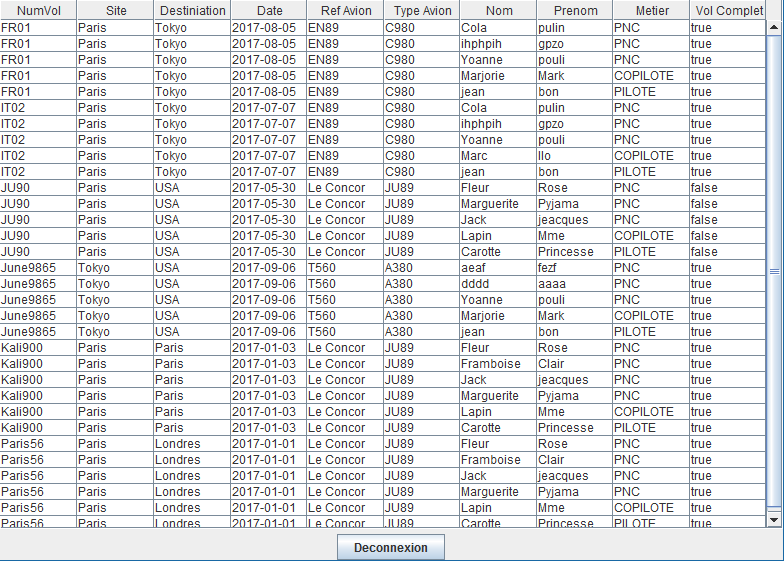 NumVol Site Destiniation Date Ref Avion Type Avion Nom Prenom Metier Vol Complet
FR01 Paris Tokyo 2017-08-05 EN89 C980 Cola pulin PNC true
FR01 Paris Tokyo 2017-08-05 EN89 C980 ihphpih gpzo PNC true
FR01 Paris Tokyo 2017-08-05 EN89 C980 Yoanne pouli PNC true
FR01 Paris Tokyo 2017-08-05 EN89 C980 Marjorie Mark COPILOTE true
FR01 Paris Tokyo 2017-08-05 EN89 C980 jean bon PILOTE true
IT02 Paris Tokyo 2017-07-07 EN89 C980 Cola pulin PNC true
IT02 Paris Tokyo 2017-07-07 EN89 C980 ihphpih gpzo PNC true
IT02 Paris Tokyo 2017-07-07 EN89 C980 Yoanne pouli PNC true
IT02 Paris Tokyo 2017-07-07 EN89 C980 Marc llo COPILOTE true
IT02 Paris Tokyo 2017-07-07 EN89 C980 jean bon PILOTE true
JU90 Paris USA 2017-05-30 Le Concor JU89 Fleur Rose PNC false
JU90 Paris USA 2017-05-30 Le Concor JU89 Marguerite Pyjama PNC false
JU90 Paris USA 2017-05-30 Le Concor JU89 Jack jeacques PNC false
JU90 Paris USA 2017-05-30 Le Concor JU89 Lapin Mme COPILOTE false
JU90 Paris USA 2017-05-30 Le Concor JU89 Carotte Princesse PILOTE false
June9865 Tokyo USA 2017-09-06 T560 A380 aeaf fezf PNC true
June9865 Tokyo USA 2017-09-06 T560 A380 dddd aaaa PNC true
June9865 Tokyo USA 2017-09-06 T560 A380 Yoanne pouli PNC true
June9865 Tokyo USA 2017-09-06 T560 A380 Marjorie Mark COPILOTE true
June9865 Tokyo USA 2017-09-06 T560 A380 jean bon PILOTE true
Kali900 Paris Paris 2017-01-03 Le Concor JU89 Fleur Rose PNC true
Kali900 Paris Paris 2017-01-03 Le Concor JU89 Framboise Clair PNC true
Kali900 Paris Paris 2017-01-03 Le Concor JU89 Jack jeacques PNC true
Kali900 Paris Paris 2017-01-03 Le Concor JU89 Marguerite Pyjama PNC true
Kali900 Paris Paris 2017-01-03 Le Concor JU89 Lapin Mme COPILOTE true
Kali900 Paris Paris 2017-01-03 Le Concor JU89 Carotte Princesse PILOTE true
Paris56 Paris Londres 2017-01-01 Le Concor JU89 Fleur Rose PNC true
Paris56 Paris Londres 2017-01-01 Le Concor JU89 Framboise Clair PNC true
Paris56 Paris Londres 2017-01-01 Le Concor JU89 Jack jeacques PNC true
Paris56 Paris Londres 2017-01-01 Le Concor JU89 Marguerite Pyjama PNC true
Paris56 Paris Londres 2017-01-01 Le Concor JU89 Lapin Mme COPILOTE true
Paris56 Paris Londres 2017-01-01 Le Concor JU89 Carotte Princesse PILOTE true
Deconnexion